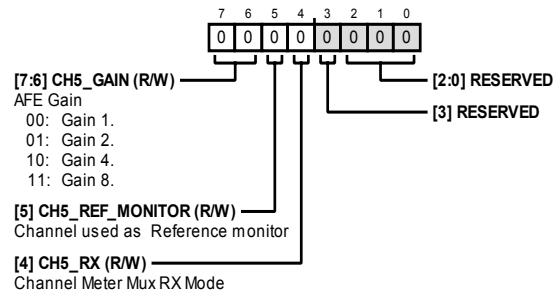 7 6 5 4 3 2 1 0
0 0 0 0 0 0 0 0
[7:6] CH5_GAIN (R/W)
AFE Gain
00: Gain 1.
01: Gain 2.
10: Gain 4.
11: Gain 8.
[5] CH5_REF_MONITOR (R/W)
Channel used as Reference monitor
[4] CH5_RX (R/W)
Channel Meter Mux RX Mode
[2:0] RESERVED
[3] RESERVED